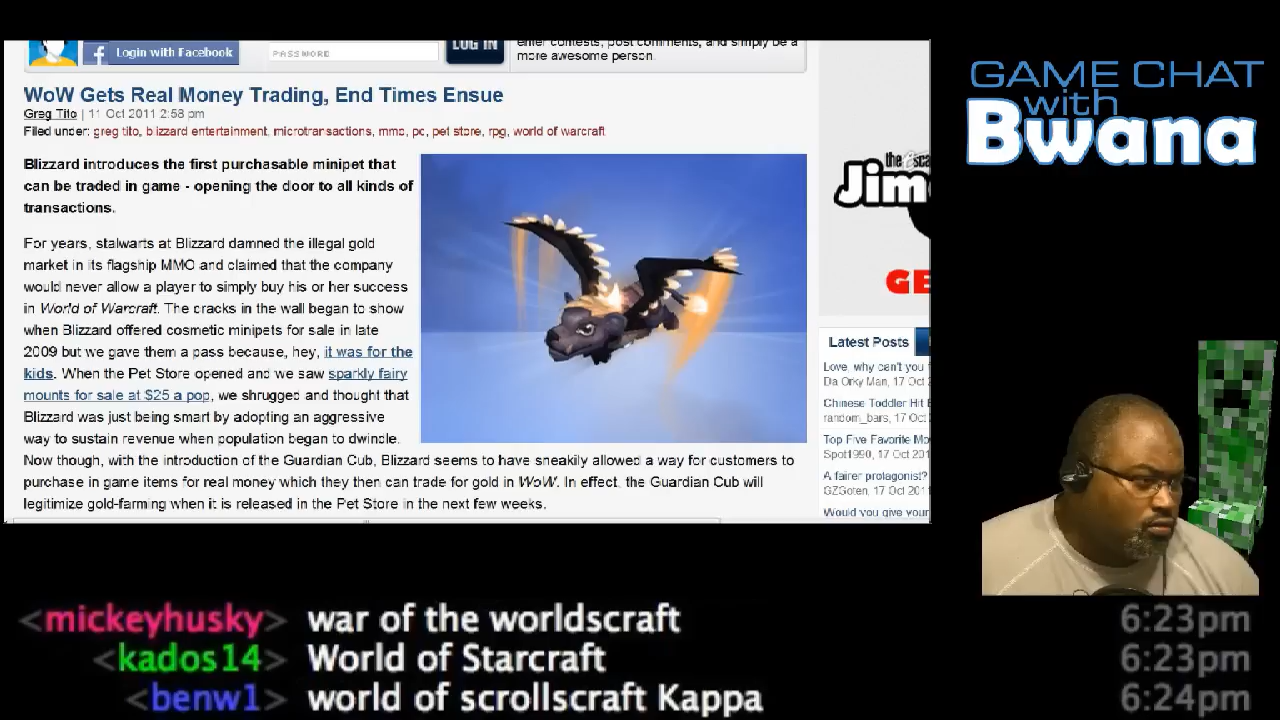 Login with Facebook
PASSWORD
LOG IN
enter contests, post comments, and simply be a
more awesome person.
WoW Gets Real Money Trading, End Times Ensue
Greg Tito | 11 Oct 2011 2:58 pm
Filed under: greg tito, blizzard entertainment, microtransactions, mmo, pc, pet store, rpg, world of warcraft
Blizzard introduces the first purchasable minipet that
can be traded in game - opening the door to all kinds of
transactions.
For years, stalwarts at Blizzard damned the illegal gold
market in its flagship MMO and claimed that the company
would never allow a player to simply buy his or her success
in World of Warcraft. The cracks in the wall began to show
when Blizzard offered cosmetic minipets for sale in late
2009 but we gave them a pass because, hey, it was for the
kids. When the Pet Store opened and we saw sparkly fairy
mounts for sale at $25 a pop, we shrugged and thought that
Blizzard was just being smart by adopting an aggressive
way to sustain revenue when population began to dwindle.
Now though, with the introduction of the Guardian Cub, Blizzard seems to have sneakily allowed a way for customers to
purchase in game items for real money which they then can trade for gold in WoW. In effect, the Guardian Cub will
legitimize gold-farming when it is released in the Pet Store in the next few weeks.
the esca
Jim
GE
Latest Posts
Love, why can't you
Da Orky Man, 17 Oct
Chinese Toddler Hit
random_bars, 17 Oct
Top Five Favorite Mo
Spot1990, 17 Oct 201
A fairer protagonist?
GZGoten, 17 Oct 201
Would you give your
GAME CHAT
with
Bwana
<mickeyhusky> war of the worldscraft 6:23pm
<kados14> World of Starcraft 6:23pm
<benw1> world of scrollscraft Kappa 6:24pm